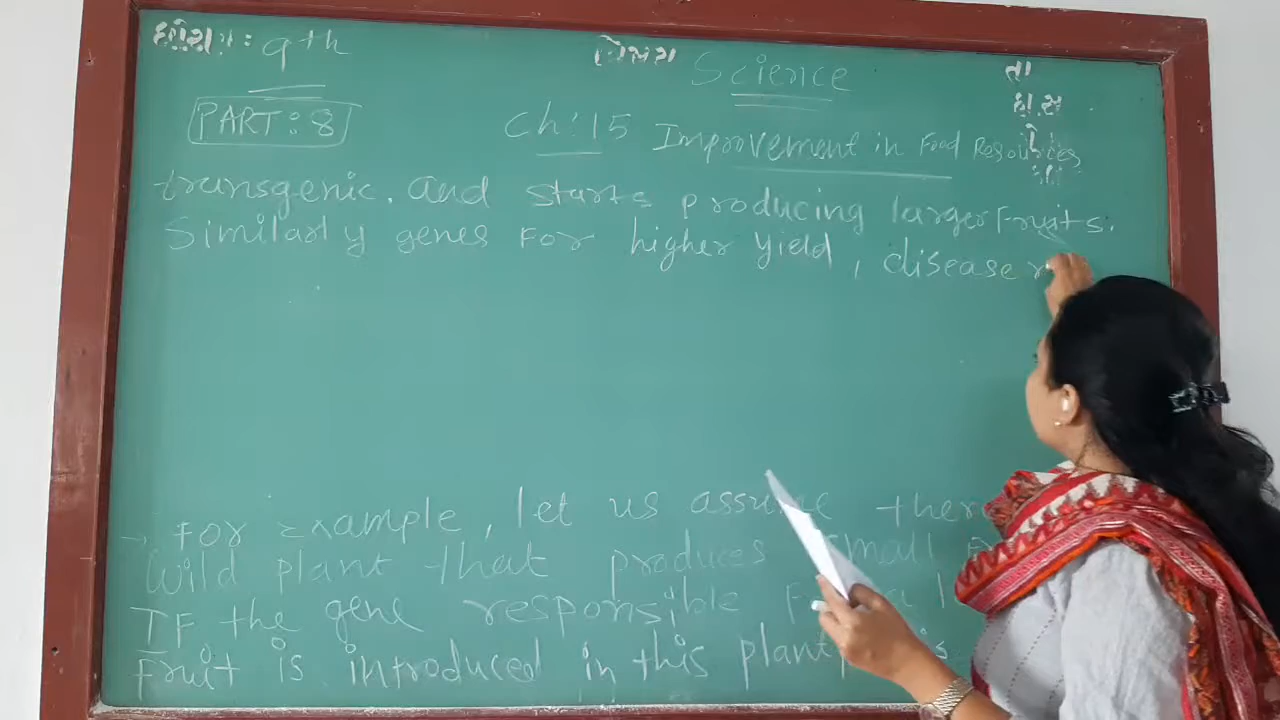 ધોરણ : 9th
વિષય Science
તા
PART : 8
Ch : 15 Improvement in Food Resources
transgenic. and starts producing larger Fruits.
Similarly genes For higher yield, disease r
→ For Example, let us assume there
wild plant that produces small
IF the gene responsible For a l
Fruit is introduced in this plant,